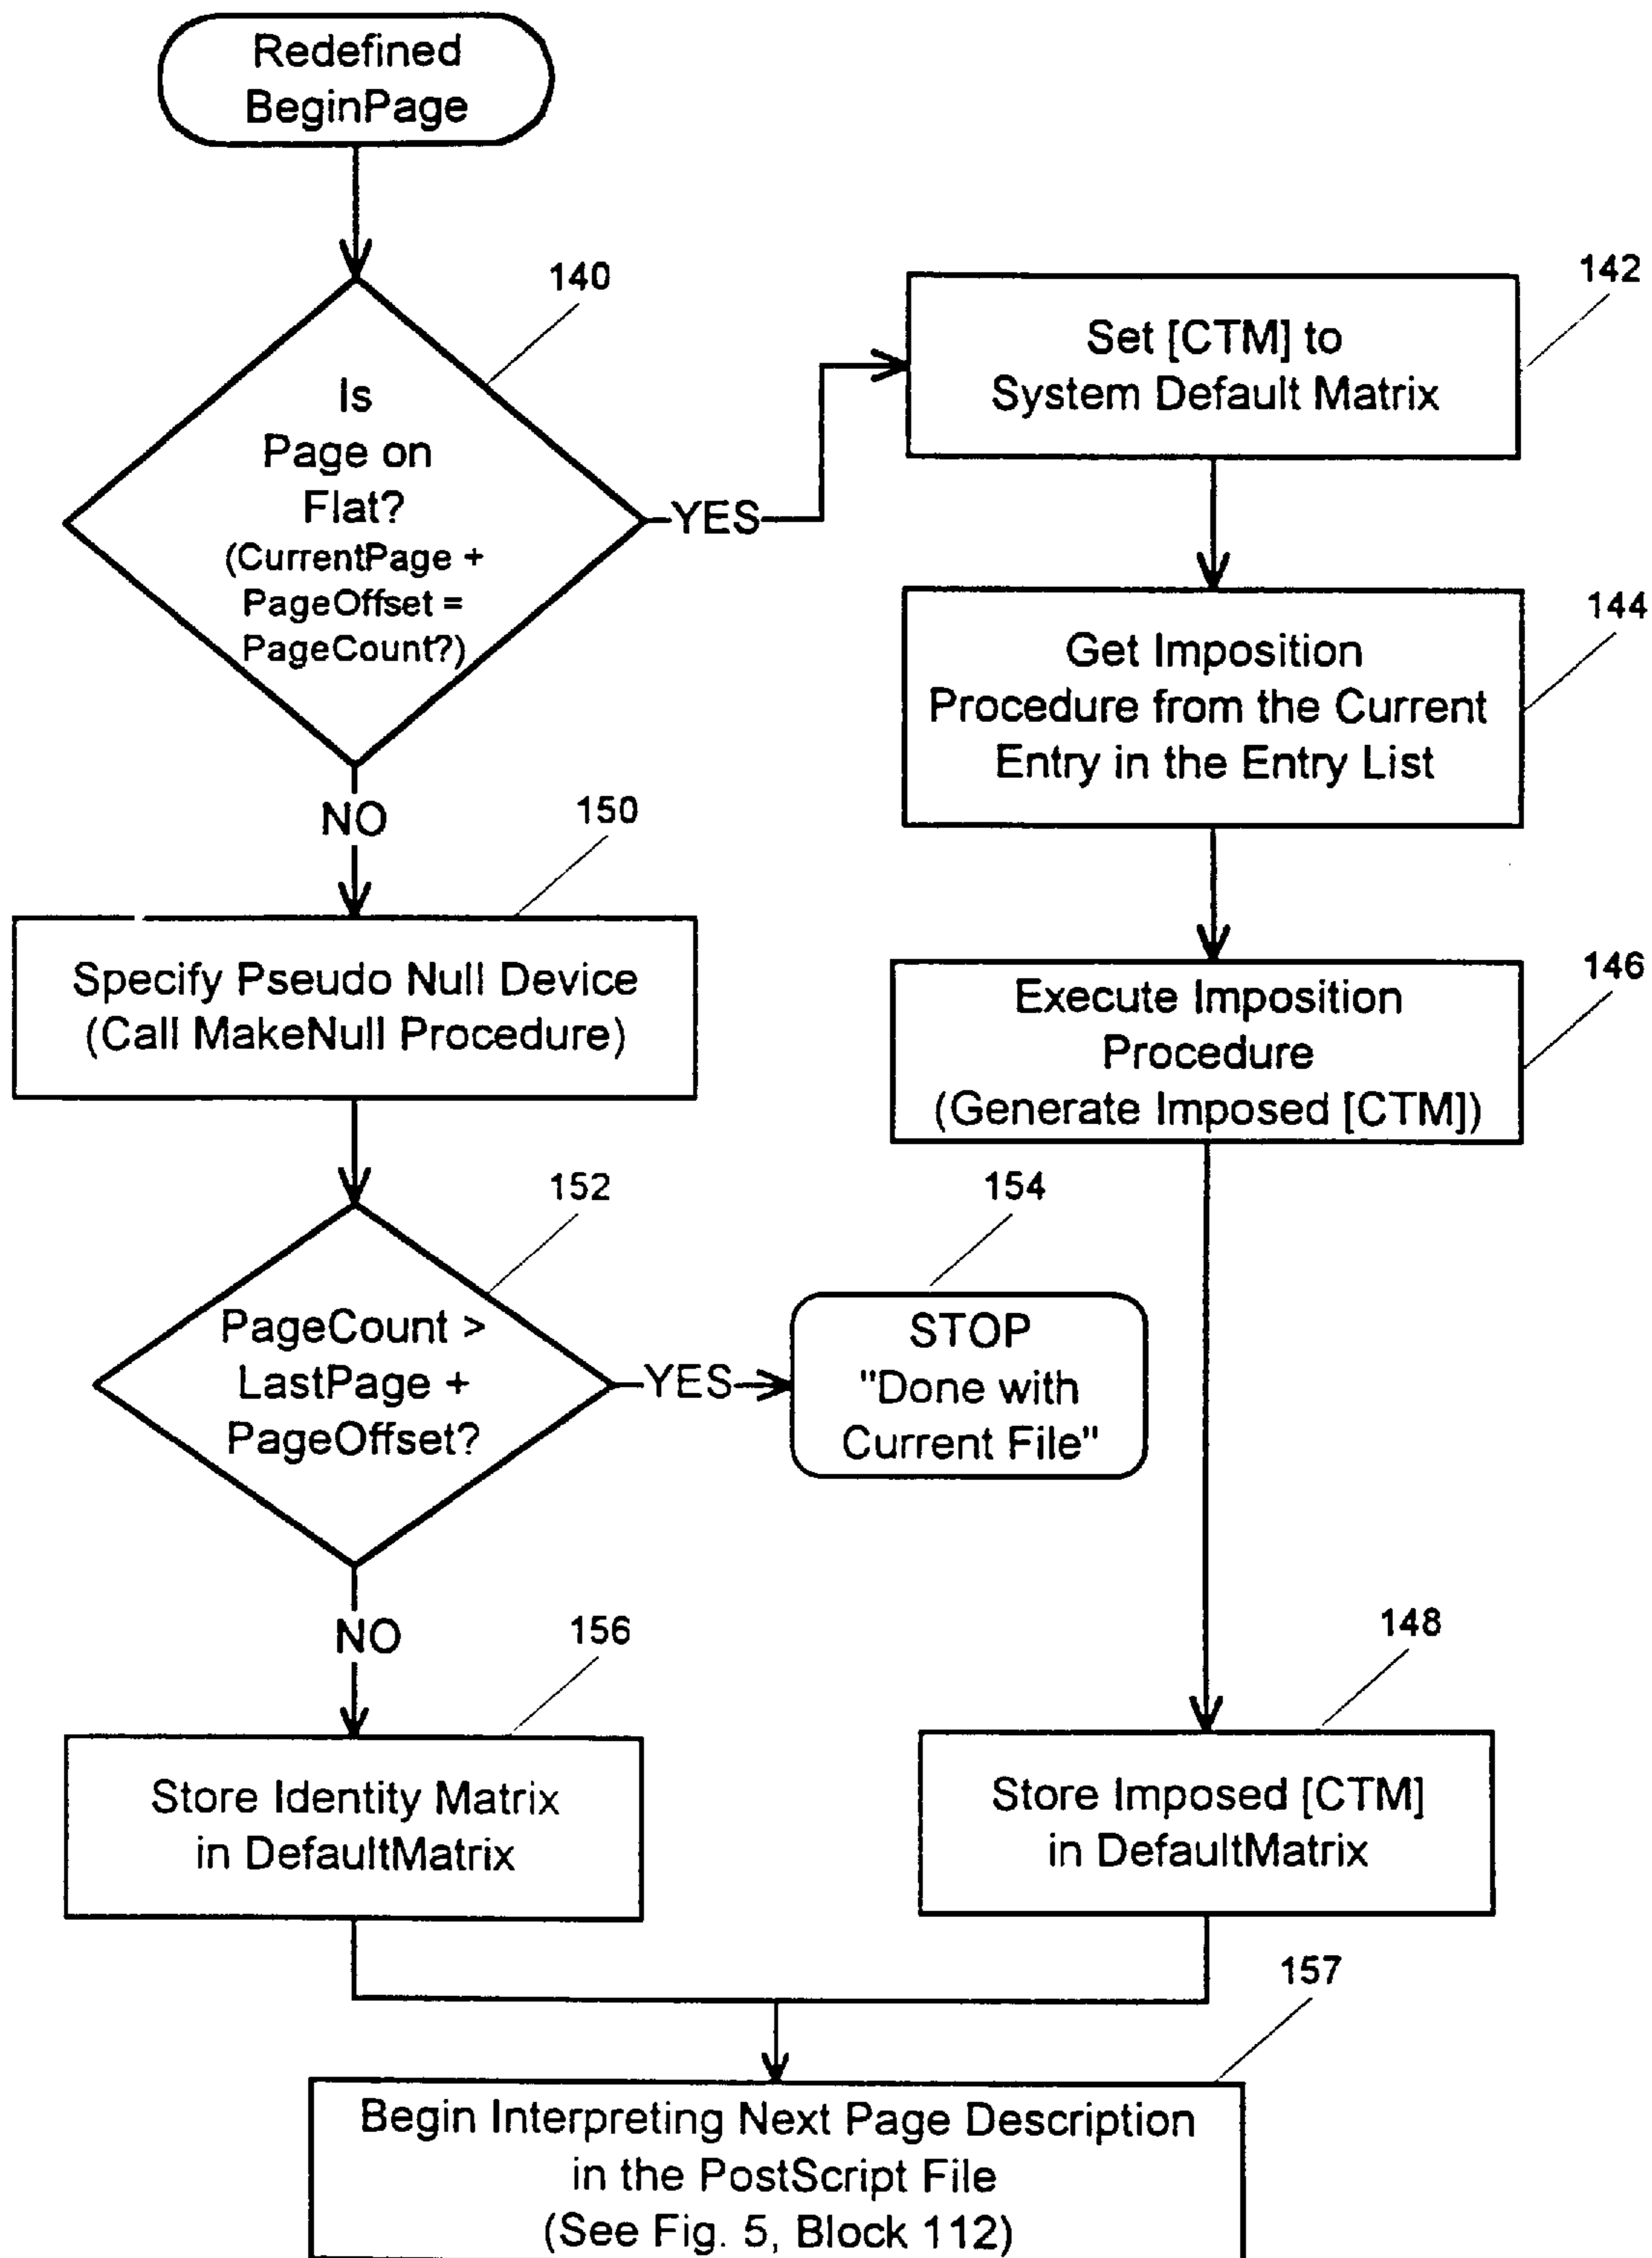 Redefined
BeginPage
140
Is
Page on
Flat?
(CurrentPage +
PageOffset =
PageCount?)
YES
142
Set [CTM] to
System Default Matrix
144
Get Imposition
Procedure from the Current
Entry in the Entry List
146
Execute Imposition
Procedure
(Generate Imposed [CTM])
NO
150
Specify Pseudo Null Device
(Call MakeNull Procedure)
152
PageCount >
LastPage +
PageOffset?
YES
154
STOP
"Done with
Current File"
NO
156
Store Identity Matrix
in DefaultMatrix
148
Store Imposed [CTM]
in DefaultMatrix
157
Begin Interpreting Next Page Description
in the PostScript File
(See Fig. 5, Block 112)